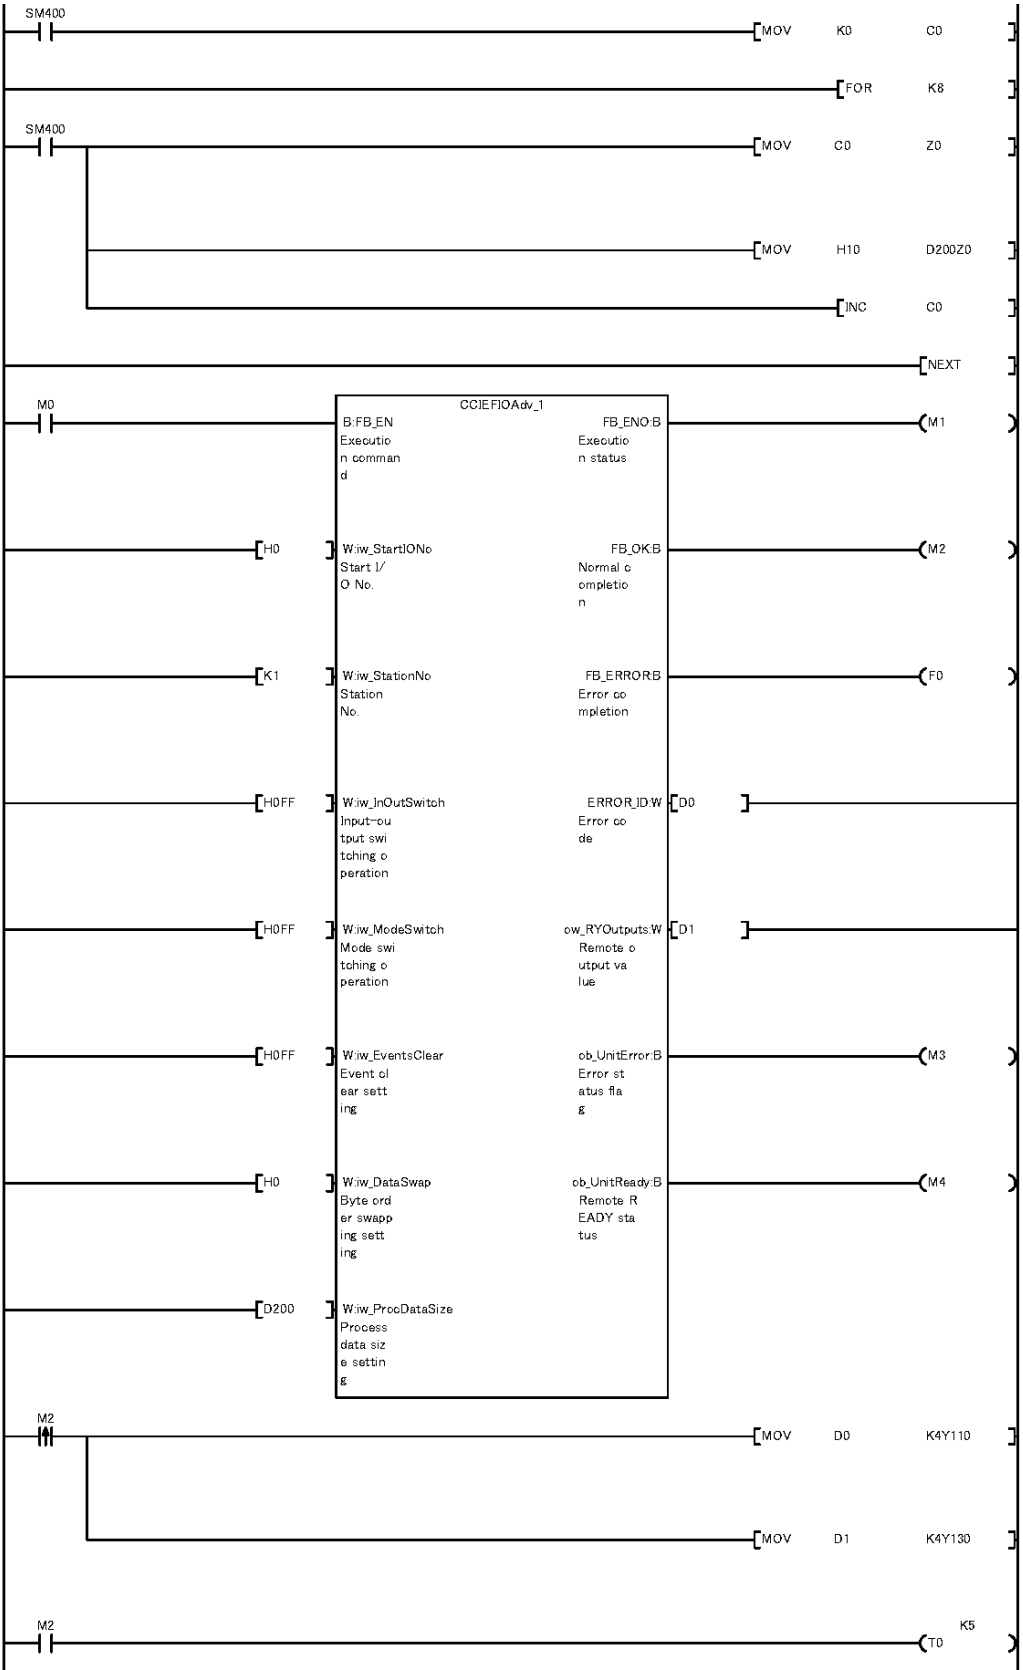 SM400
MOV K0 C0
FOR K8
SM400
MOV C0 Z0
MOV H10 D200Z0
INC C0
NEXT
M0
CCIEFIOAdv_1
B:FB_EN FB_ENO:B M1
Executio Executio
n comman n status
d
H0 W:iw_StartIONo FB_OK:B M2
Start I/ Normal c
O No. ompletio
n
K1 W:iw_StationNo FB_ERROR:B F0
Station Error co
No. mpletion
H0FF W:iw_InOutSwitch ERROR_ID:W D0
Input-ou Error co
tput swi de
tching o
peration
H0FF W:iw_ModeSwitch ow_RYOutputs:W D1
Mode swi Remote o
tching o utput va
peration lue
H0FF W:iw_EventsClear ob_UnitError:B M3
Event cl Error st
ear sett atus fla
ing g
H0 W:iw_DataSwap ob_UnitReady:B M4
Byte ord Remote R
er swapp EADY sta
ing sett tus
ing
D200 W:iw_ProcDataSize
Process
data siz
e settin
g
M2
MOV D0 K4Y110
MOV D1 K4Y130
M2 K5
T0